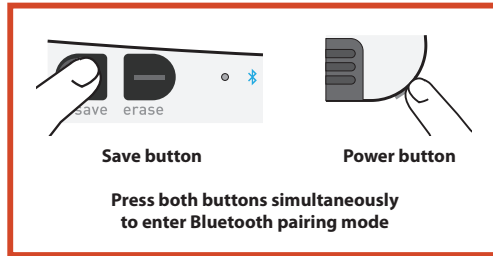 save erase
Save button
Power button
Press both buttons simultaneously
to enter Bluetooth pairing mode